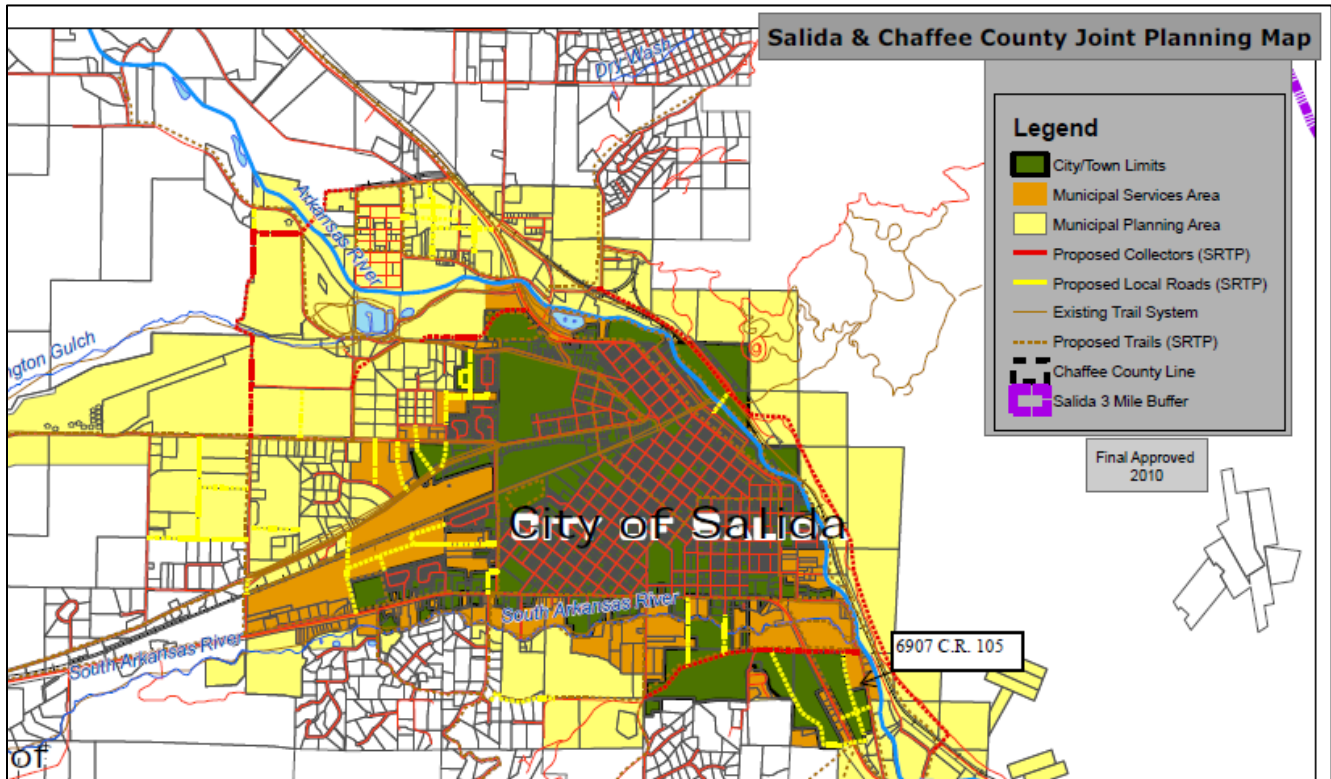 Salida & Chaffee County Joint Planning Map
Dry Wash
Legend
City/Town Limits
Municipal Services Area
Municipal Planning Area
Proposed Collectors (SRTP)
Proposed Local Roads (SRTP)
Existing Trail System
Proposed Trails (SRTP)
Chaffee County Line
Salida 3 Mile Buffer
Final Approved
2010
Arkansas River
ngton Gulch
City of Salida
South Arkansas River
South Arkansas River
6907 C.R. 105
of